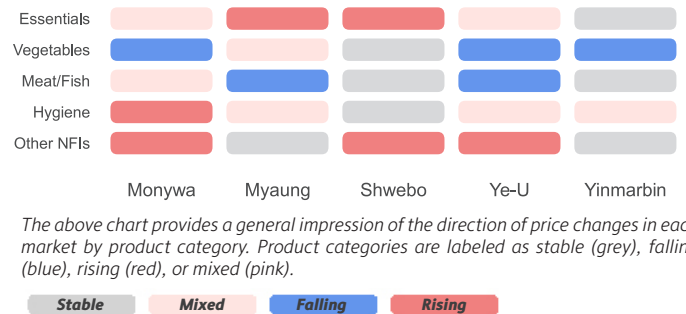 Essentials
Vegetables
Meat/Fish
Hygiene
Other NFIs
Monywa Myaung Shwebo Ye-U Yinmarbin
The above chart provides a general impression of the direction of price changes in
market by product category. Product categories are labeled as stable (grey),
(blue), rising (red), or mixed (pink).
Stable Mixed Falling Rising